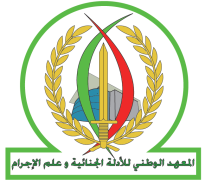 المعهد الوطني للأدلة الجنائية و علم الإجرام